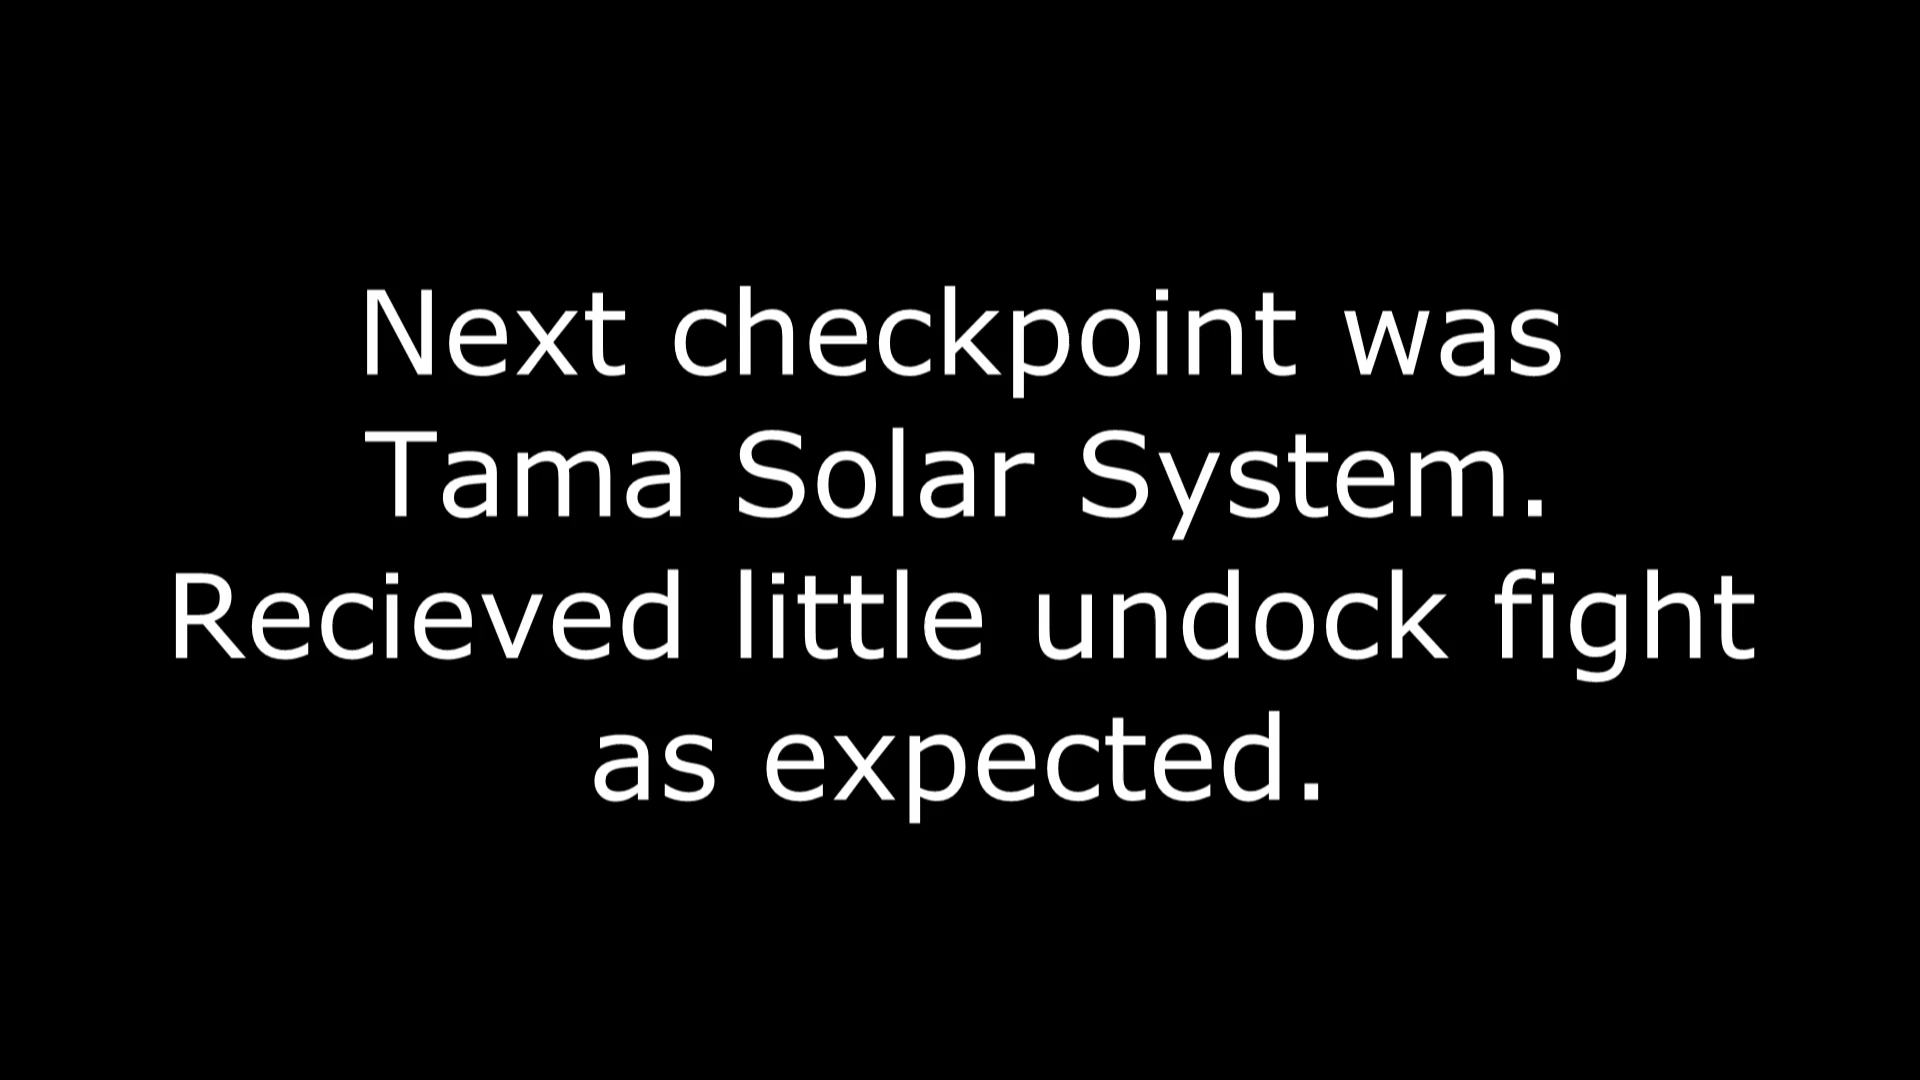 Next checkpoint was
Tama Solar System.
Recieved little undock fight
as expected.